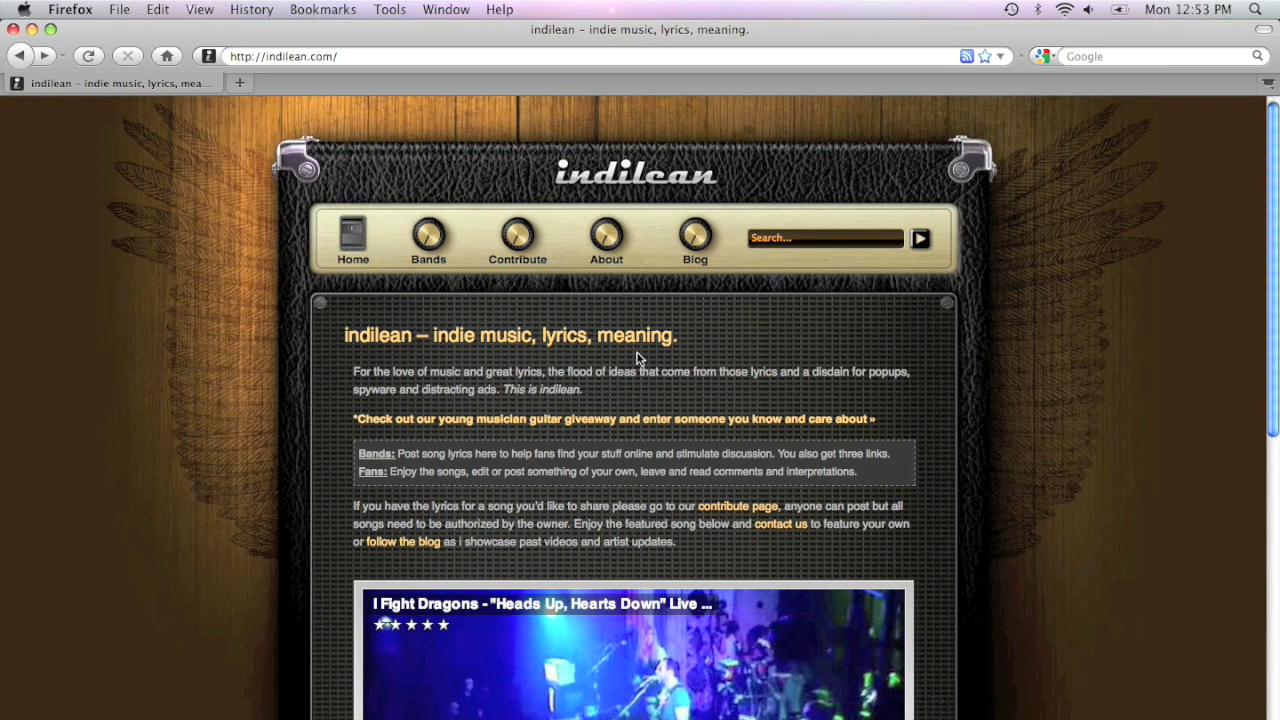 Firefox File Edit View History Bookmarks Tools Window Help Mon 12:53 PM
indilean – indie music, lyrics, meaning.
http://indilean.com/ Google
indilean – indie music, lyrics, mea...
indilean
Search...
Home Bands Contribute About Blog
indilean – indie music, lyrics, meaning.
For the love of music and great lyrics, the flood of ideas that come from those lyrics and a disdain for popups,
spyware and distracting ads. This is indilean.
*Check out our young musician guitar giveaway and enter someone you know and care about »
Bands: Post song lyrics here to help fans find your stuff online and stimulate discussion. You also get three links.
Fans: Enjoy the songs, edit or post something of your own, leave and read comments and interpretations.
If you have the lyrics for a song you'd like to share please go to our contribute page, anyone can post but all
songs need to be authorized by the owner. Enjoy the featured song below and contact us to feature your own
or follow the blog as i showcase past videos and artist updates.
I Fight Dragons - "Heads Up, Hearts Down" Live ...